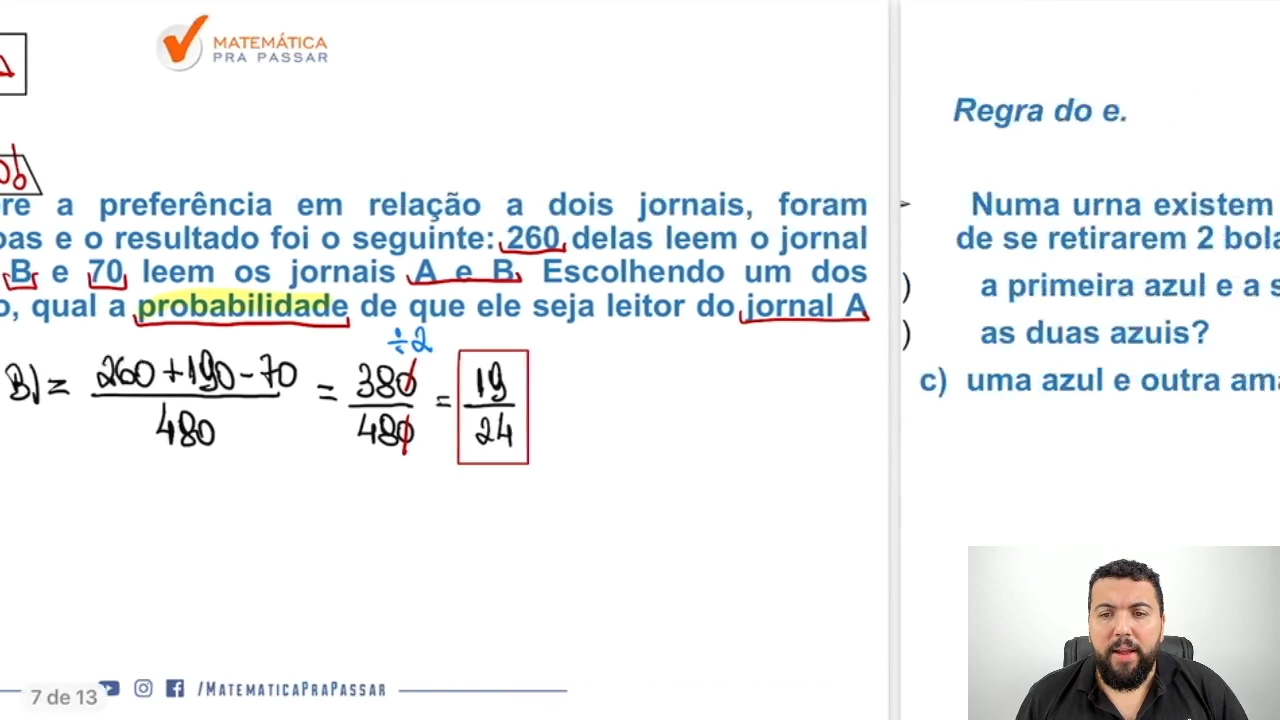 MATEMÁTICA
PRA PASSAR
re a preferência em relação a dois jornais, foram
oas e o resultado foi o seguinte: 260 delas leem o jornal
B e 70 leem os jornais A e B. Escolhendo um dos
o, qual a probabilidade de que ele seja leitor do jornal A
÷2
B) = 260 + 190 - 70 / 480 = 380 / 480 = 19 / 24
7 de 13
/MATEMATICAPRAPASSAR
Regra do e.
Numa urna existem
de se retirarem 2 bola
) a primeira azul e a s
) as duas azuis?
c) uma azul e outra ama